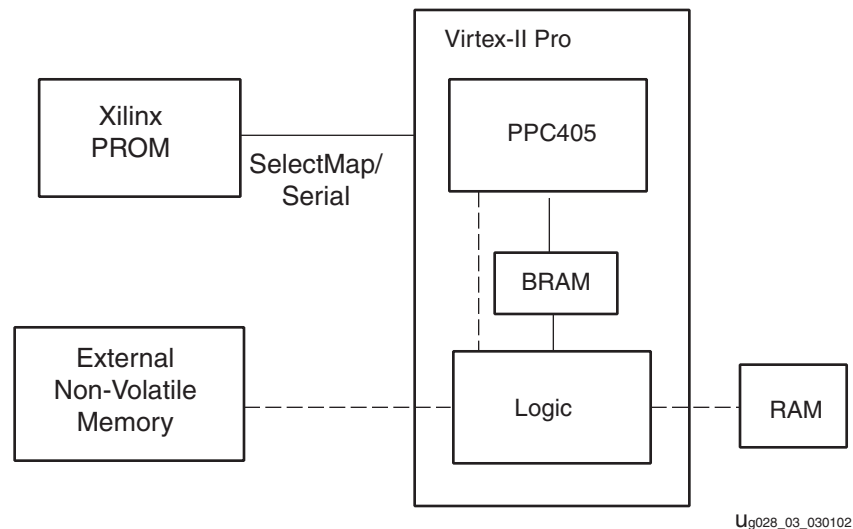 Virtex-II Pro
Xilinx
PROM
PPC405
SelectMap/
Serial
BRAM
External
Non-Volatile
Memory
Logic
RAM
Ug028_03_030102